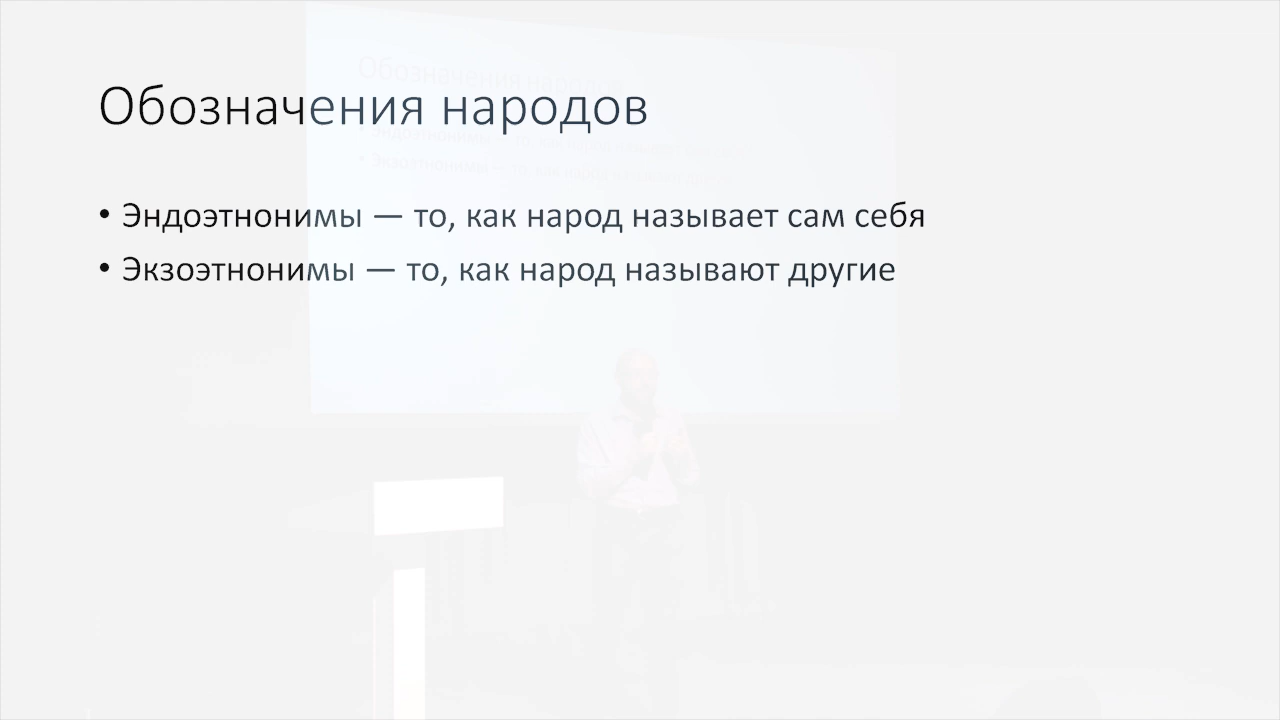 Обозначения народов
• Эндоэтнонимы — то, как народ называет сам себя
• Экзоэтнонимы — то, как народ называют другие